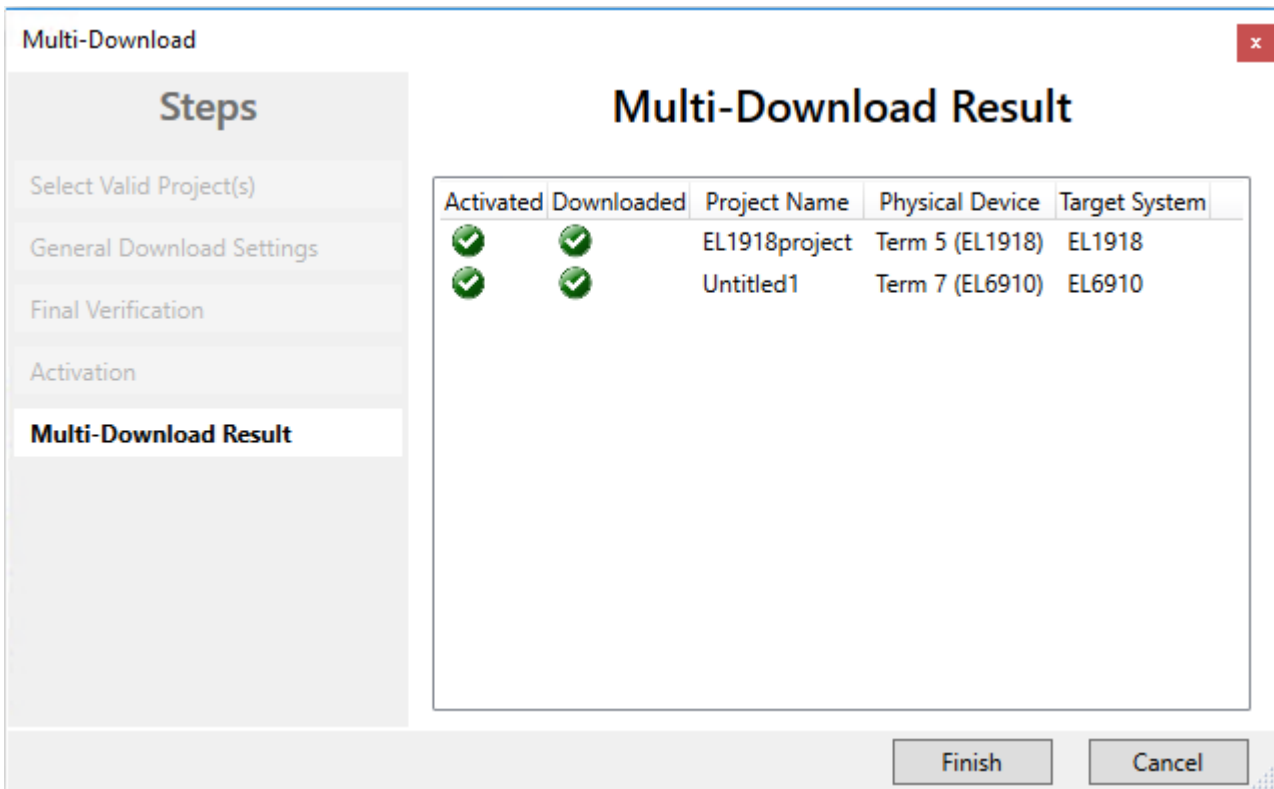 Multi-Download
x
Steps
Select Valid Project(s)
General Download Settings
Final Verification
Activation
Multi-Download Result
Multi-Download Result
Activated Downloaded Project Name Physical Device Target System
EL1918project Term 5 (EL1918) EL1918
Untitled1 Term 7 (EL6910) EL6910
Finish Cancel